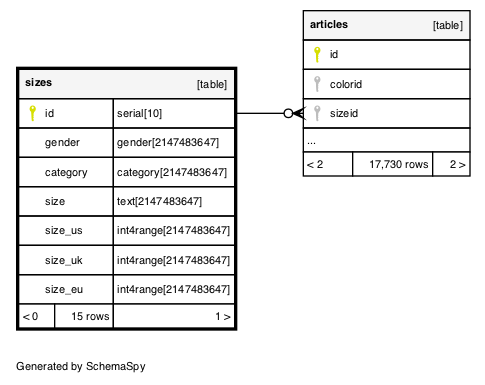 articles [table]
id
colorid
sizeid
...
< 2 17,730 rows 2 >
sizes [table]
id serial[10]
gender gender[2147483647]
category category[2147483647]
size text[2147483647]
size_us int4range[2147483647]
size_uk int4range[2147483647]
size_eu int4range[2147483647]
< 0 15 rows 1 >
Generated by SchemaSpy